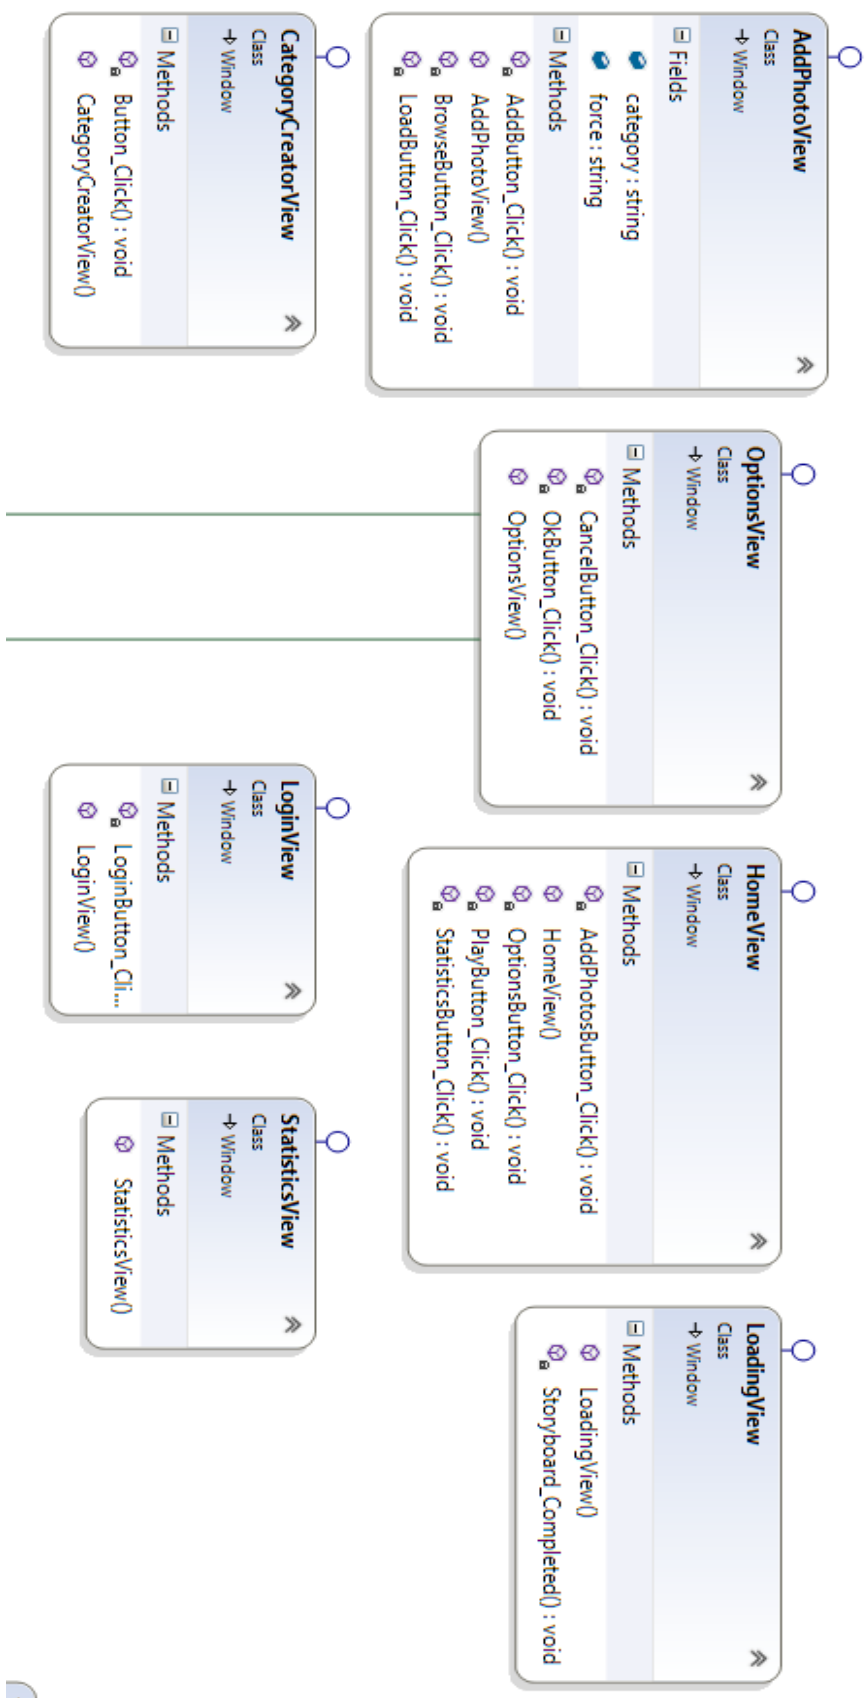 AddPhotoView
Class
Window
Fields
category : string
force : string
Methods
AddButton_Click() : void
AddPhotoView()
BrowseButton_Click() : void
LoadButton_Click() : void
OptionsView
Class
Window
Methods
CancelButton_Click() : void
OkButton_Click() : void
OptionsView()
HomeView
Class
Window
Methods
AddPhotosButton_Click() : void
HomeView()
OptionsButton_Click() : void
PlayButton_Click() : void
StatisticsButton_Click() : void
LoadingView
Class
Window
Methods
LoadingView()
Storyboard_Completed() : void
CategoryCreatorView
Class
Window
Methods
Button_Click() : void
CategoryCreatorView()
LoginView
Class
Window
Methods
LoginButton_Cli...
LoginView()
StatisticsView
Class
Window
Methods
StatisticsView()